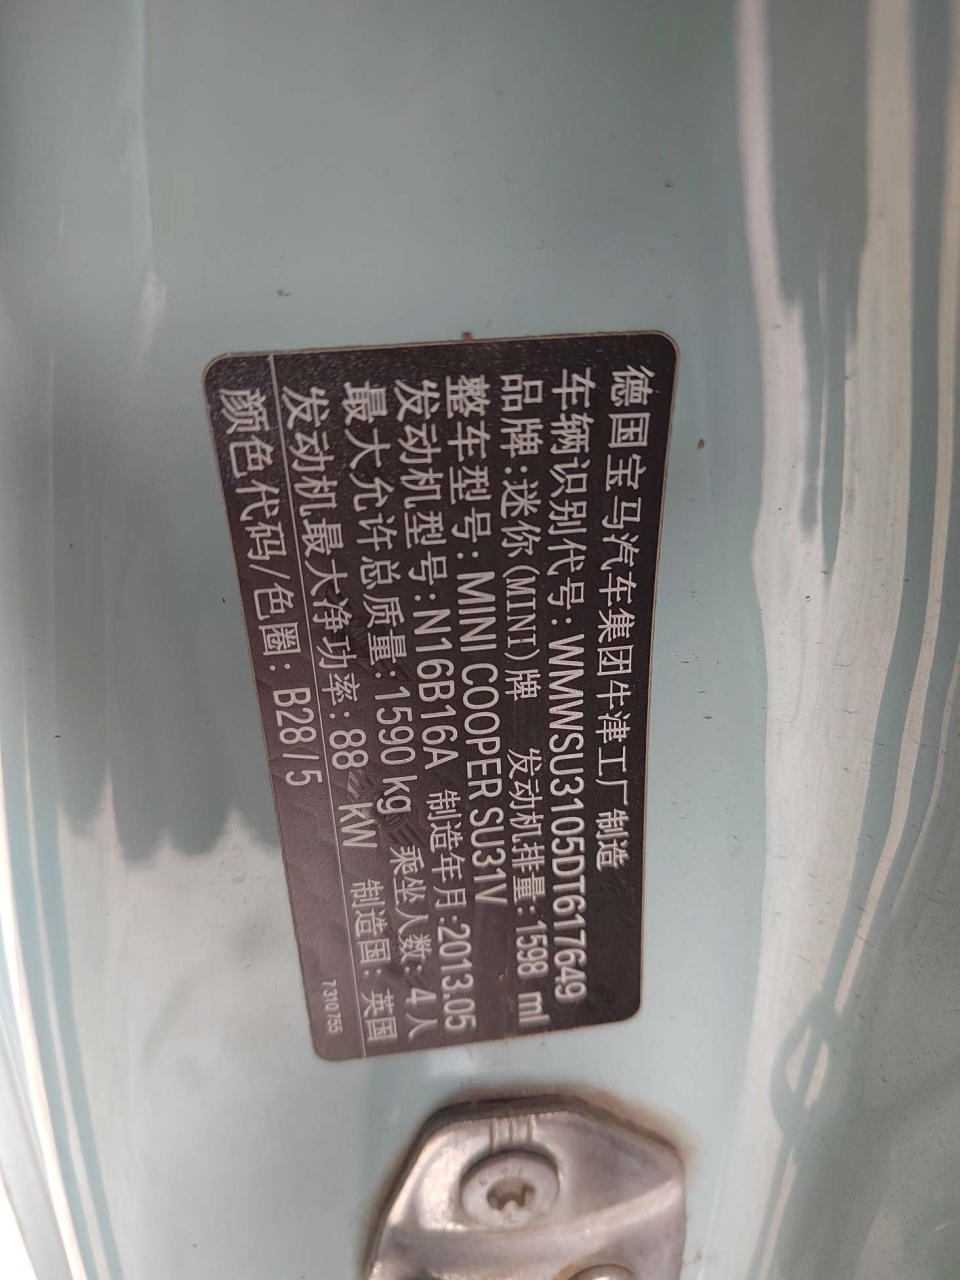 德国宝马汽车集团牛津工厂制造
车辆识别代号: WMWSU3105DT617649
品牌:迷你(MINI)牌 发动机排量:1598 ml
整车型号: MINI COOPER SU31V
发动机型号: N16B16A 制造年月:2013.05
最大允许总质量:1590 kg 乘坐人数: 4人
发动机最大净功率: 88 kW 制造国: 英国
颜色代码/色圈: B28 / 5 7310755